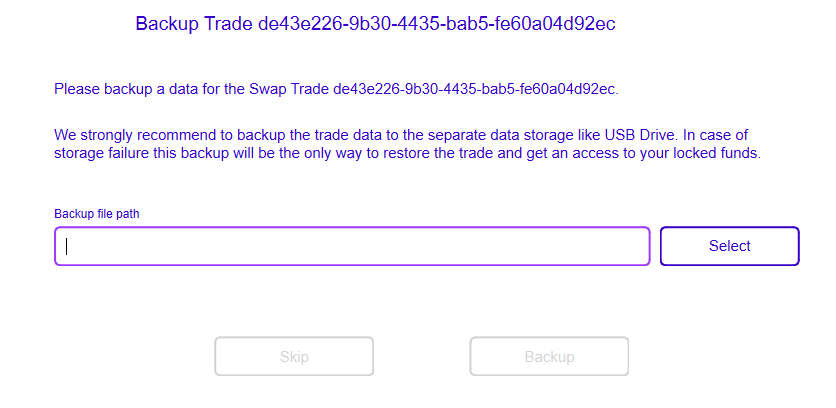 Backup Trade de43e226-9b30-4435-bab5-fe60a04d92ec
Please backup a data for the Swap Trade de43e226-9b30-4435-bab5-fe60a04d92ec.
We strongly recommend to backup the trade data to the separate data storage like USB Drive. In case of
storage failure this backup will be the only way to restore the trade and get an access to your locked funds.
Backup file path
Select
Skip
Backup